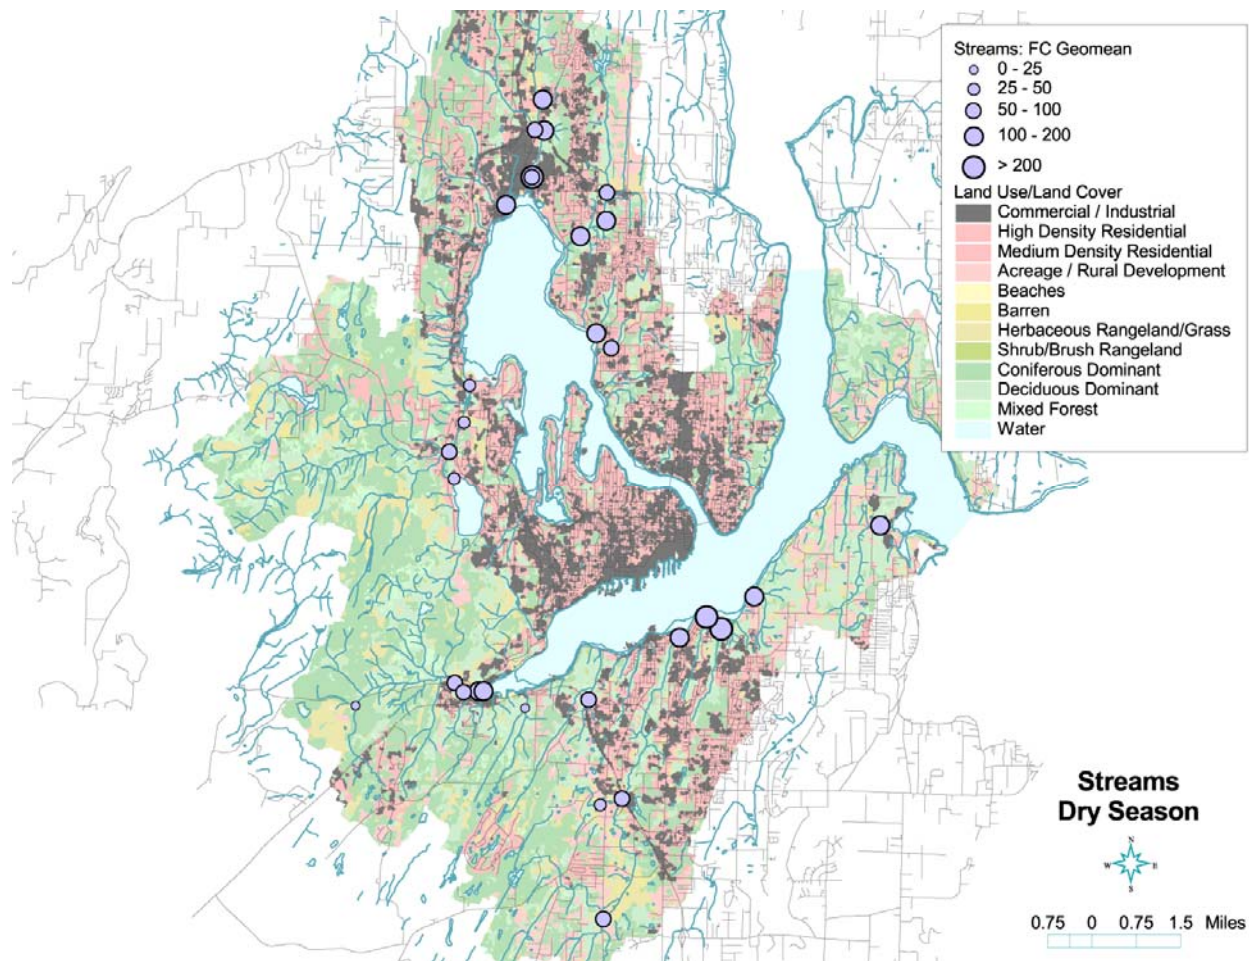 Streams: FC Geomean
0 - 25
25 - 50
50 - 100
100 - 200
> 200
Land Use/Land Cover
Commercial / Industrial
High Density Residential
Medium Density Residential
Acreage / Rural Development
Beaches
Barren
Herbaceous Rangeland/Grass
Shrub/Brush Rangeland
Coniferous Dominant
Deciduous Dominant
Mixed Forest
Water
Streams
Dry Season
N
W E
S
0.75 0 0.75 1.5 Miles